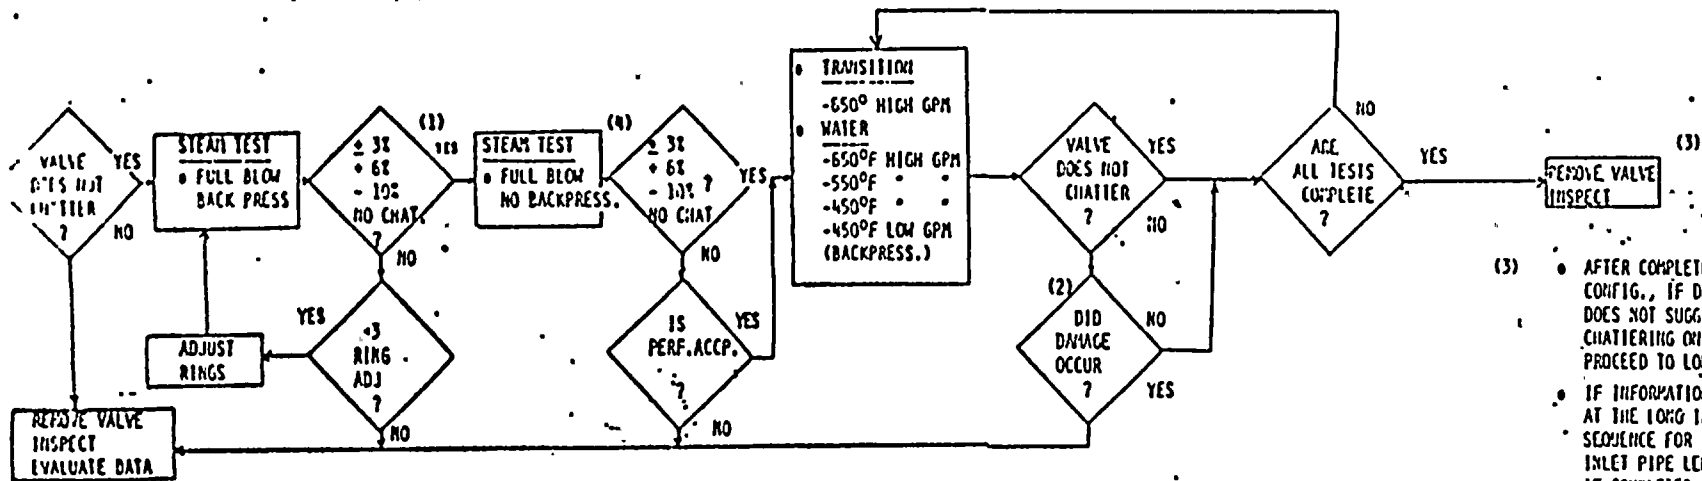 VALVE
DOES NOT
CHATTER
?
YES
NO
STEAM TEST
• FULL BLOW
BACK PRESS
(1)
± 3%
+ 6%
- 10%
NO CHAT.
?
YES
NO
<3
RING
ADJ
?
YES
NO
ADJUST
RINGS
REMOVE VALVE
INSPECT
EVALUATE DATA
STEAM TEST
• FULL BLOW
NO BACKPRESS.
(4)
± 3%
+ 6%
- 10% ?
NO CHAT
YES
NO
IS
PERF. ACCP.
?
YES
NO
• TRANSITION
-650° HIGH GPM
• WATER
-650°F HIGH GPM
-550°F " "
-450°F " "
-450°F LOW GPM
(BACKPRESS.)
VALVE
DOES NOT
CHATTER
?
YES
NO
(2)
DID
DAMAGE
OCCUR
?
NO
YES
ARE
ALL TESTS
COMPLETE
?
NO
YES
(3)
REMOVE VALVE
INSPECT
(3) • AFTER COMPLET
CONFIG., IF D
DOES NOT SUGG
CHATTERING ON
PROCEED TO LO
• IF INFORMATIO
AT THE LONG I
SEQUENCE FOR
INLET PIPE LE